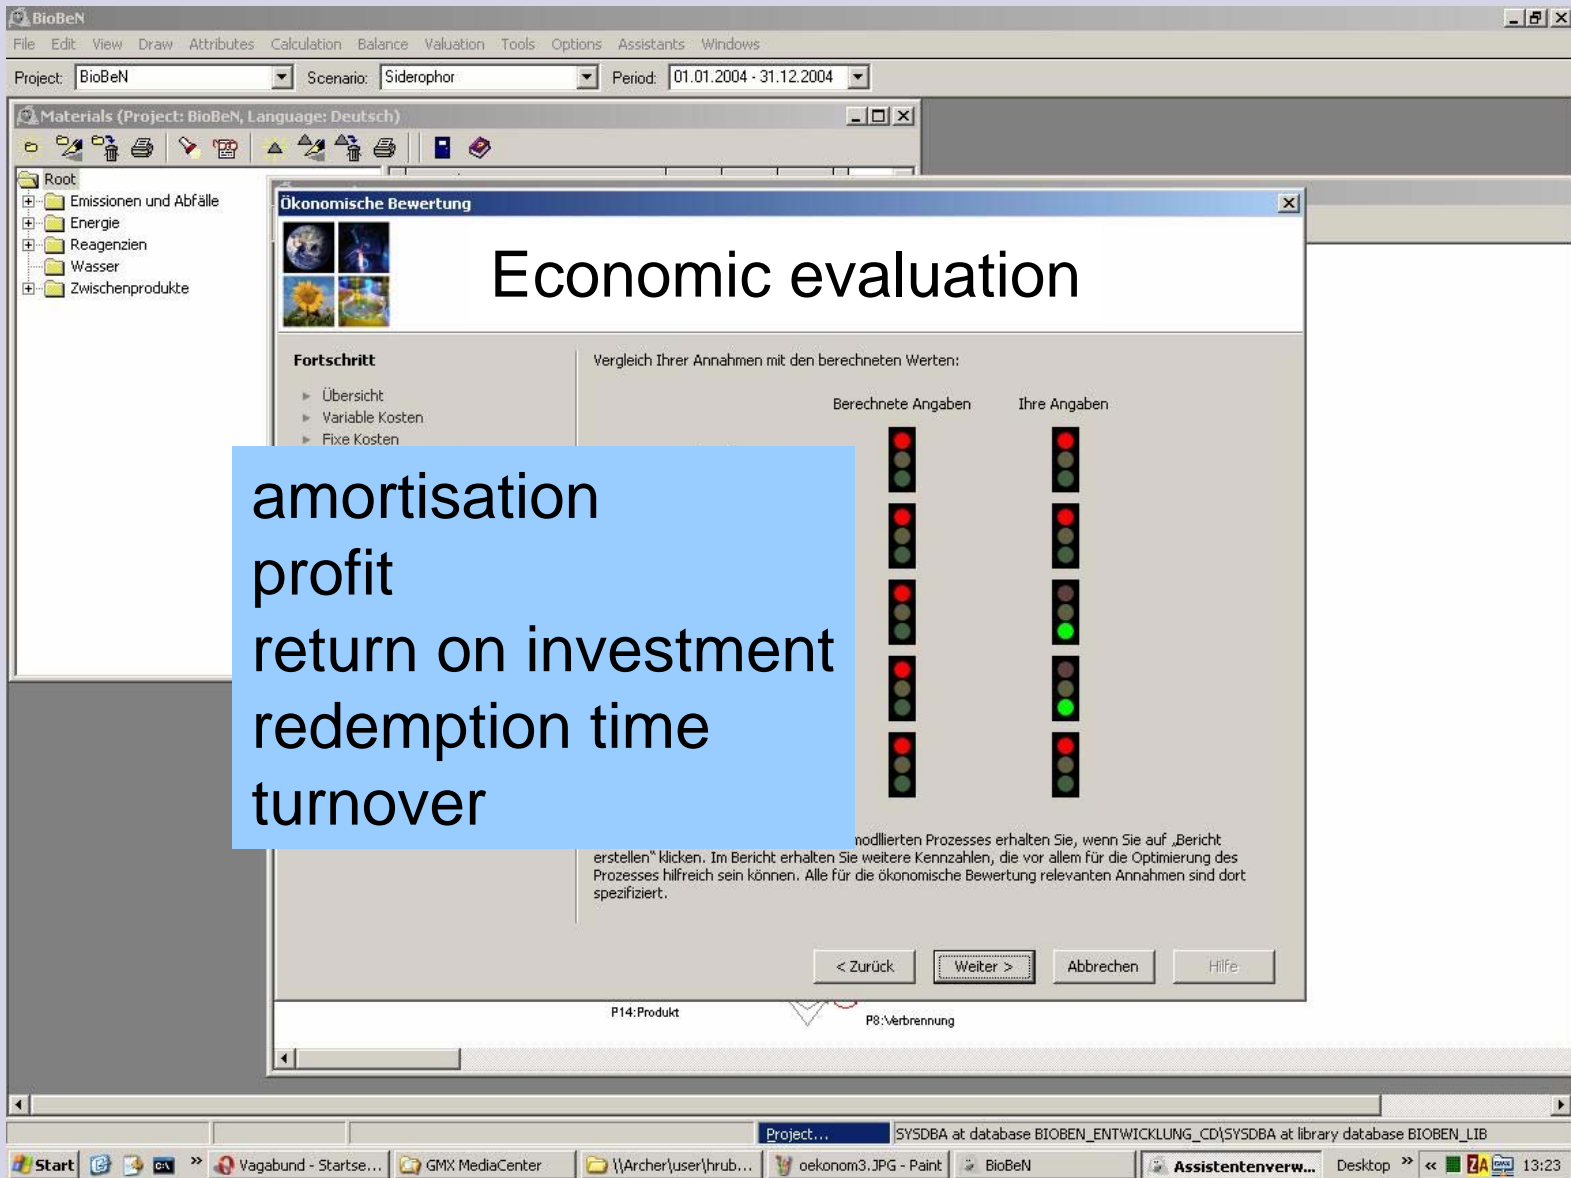 BioBeN
File Edit View Draw Attributes Calculation Balance Valuation Tools Options Assistants Windows
Project: BioBeN Scenario: Siderophor Period: 01.01.2004 - 31.12.2004
Materials (Project: BioBeN, Language: Deutsch)
Root
Emissionen und Abfälle
Energie
Reagenzien
Wasser
Zwischenprodukte
Ökonomische Bewertung
Economic evaluation
Fortschritt
Übersicht
Variable Kosten
Fixe Kosten
Vergleich Ihrer Annahmen mit den berechneten Werten:
Berechnete Angaben Ihre Angaben
amortisation
profit
return on investment
redemption time
turnover
modllierten Prozesses erhalten Sie, wenn Sie auf „Bericht
erstellen" klicken. Im Bericht erhalten Sie weitere Kennzahlen, die vor allem für die Optimierung des
Prozesses hilfreich sein können. Alle für die ökonomische Bewertung relevanten Annahmen sind dort
spezifiziert.
< Zurück Weiter > Abbrechen Hilfe
P14:Produkt
P8:Verbrennung
Project... SYSDBA at database BIOBEN_ENTWICKLUNG_CD\SYSDBA at library database BIOBEN_LIB
Start » Vagabund - Startse... GMX MediaCenter \\Archer\user\hrub... oekonom3.JPG - Paint BioBeN Assistentenverw... Desktop » « 13:23